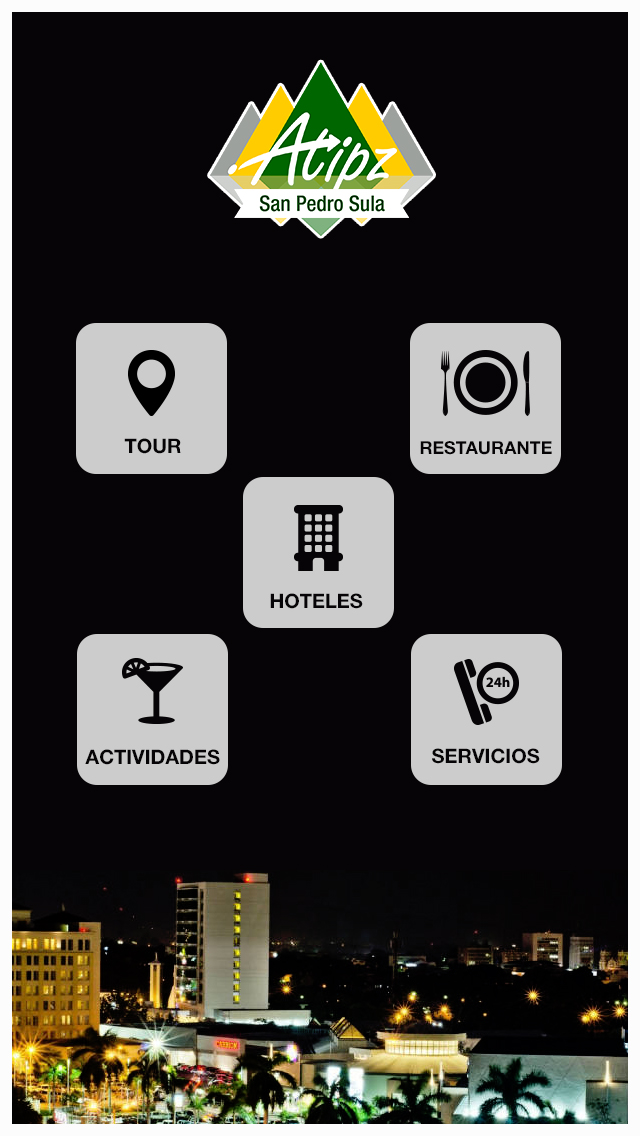 Atipz
San Pedro Sula
TOUR
RESTAURANTE
HOTELES
24h
ACTIVIDADES
SERVICIOS